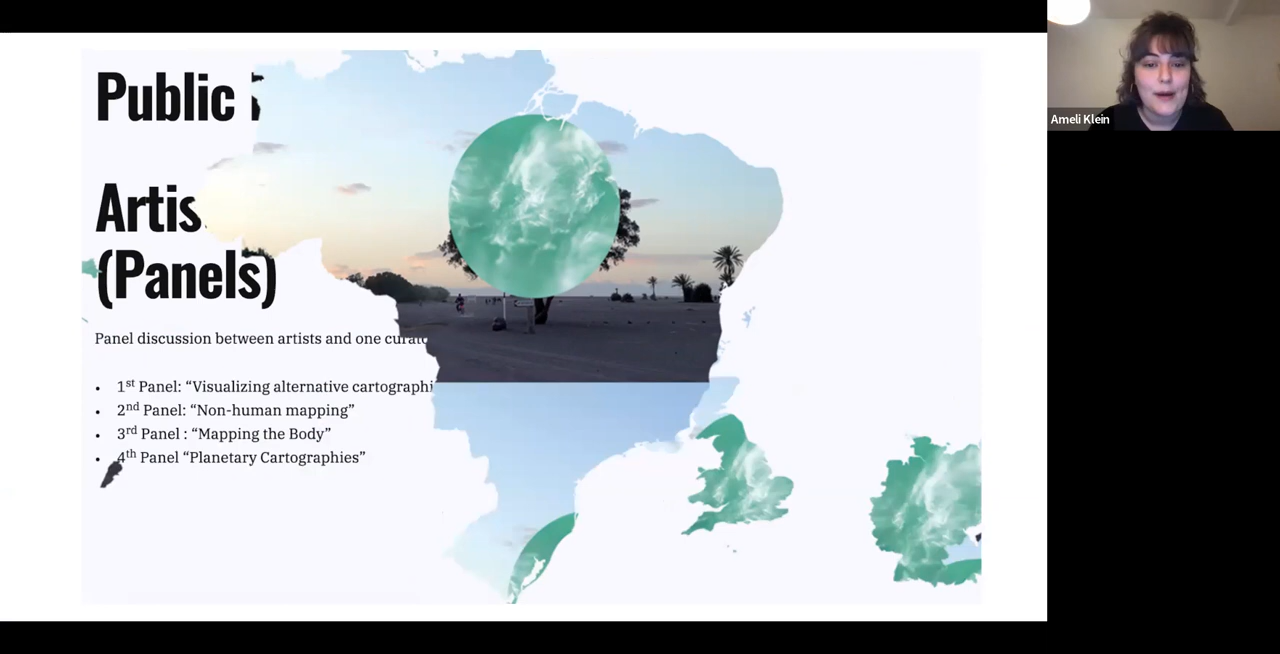 Public
Artis
(Panels)
Panel discussion between artists and one curato
• 1st Panel: “Visualizing alternative cartographi
• 2nd Panel: “Non-human mapping”
• 3rd Panel : “Mapping the Body”
• 4th Panel “Planetary Cartographies”
Ameli Klein